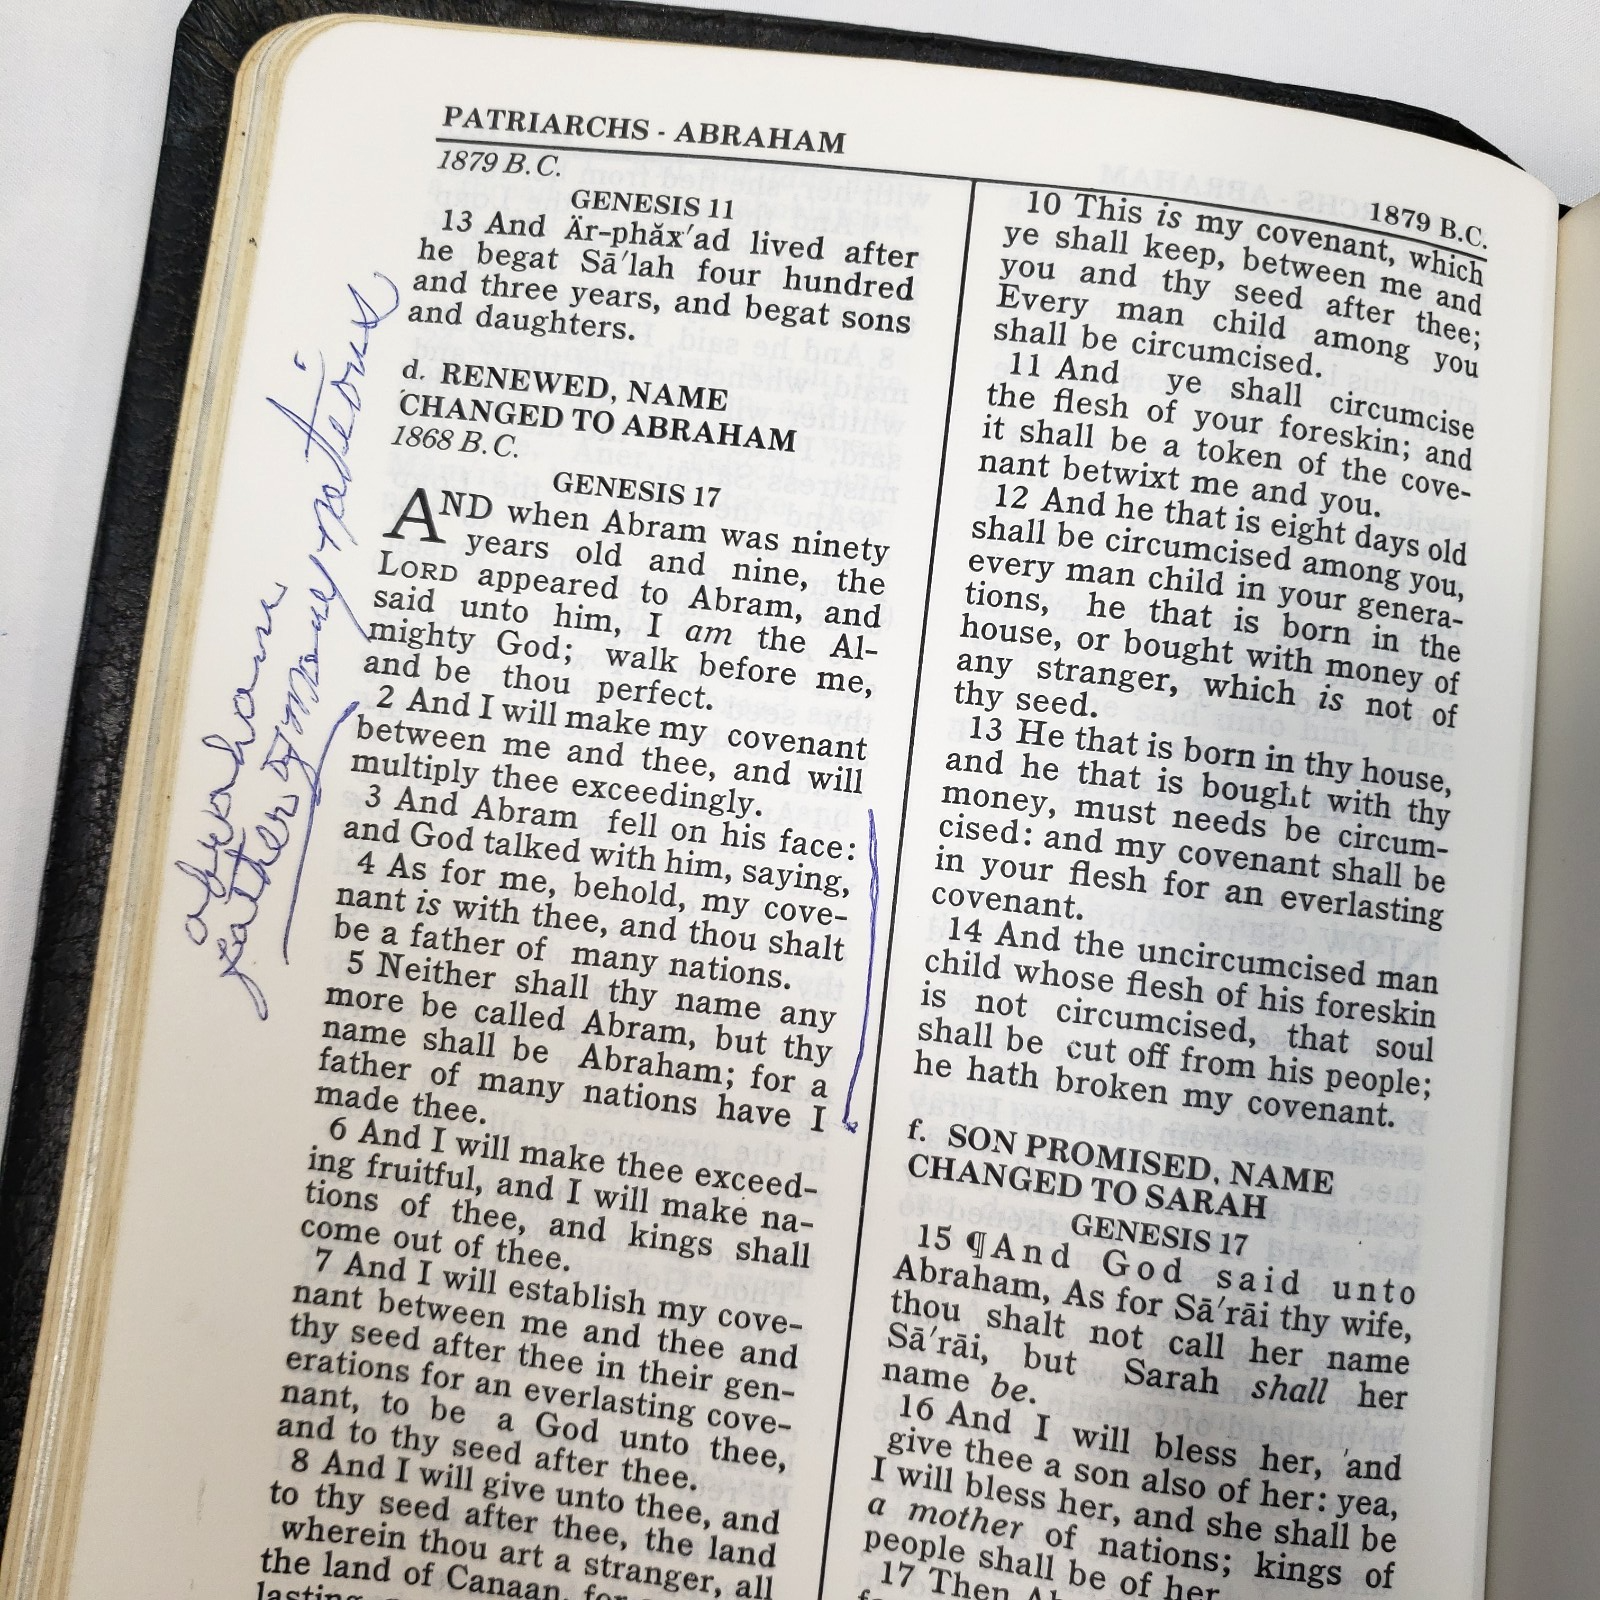 PATRIARCHS - ABRAHAM
1879 B.C.
GENESIS 11
13 And Är-phăx′ad lived after
he begat Sā′lah four hundred
and three years, and begat sons
and daughters.
d. RENEWED, NAME
CHANGED TO ABRAHAM
1868 B.C.
GENESIS 17
AND when Abram was ninety
years old and nine, the
LORD appeared to Abram, and
said unto him, I am the Al-
mighty God; walk before me,
and be thou perfect.
2 And I will make my covenant
between me and thee, and will
multiply thee exceedingly.
3 And Abram fell on his face:
and God talked with him, saying,
4 As for me, behold, my cove-
nant is with thee, and thou shalt
be a father of many nations.
5 Neither shall thy name any
more be called Abram, but thy
name shall be Abraham; for a
father of many nations have I
made thee.
6 And I will make thee exceed-
ing fruitful, and I will make na-
tions of thee, and kings shall
come out of thee.
7 And I will establish my cove-
nant between me and thee and
thy seed after thee in their gen-
erations for an everlasting cove-
nant, to be a God unto thee,
and to thy seed after thee.
8 And I will give unto thee, and
to thy seed after thee, the land
wherein thou art a stranger, all
the land of Canaan, for
lasting
abraham
father of many nations
1879 B.C.
10 This is my covenant, which
ye shall keep, between me and
you and thy seed after thee;
Every man child among you
shall be circumcised.
11 And ye shall circumcise
the flesh of your foreskin; and
it shall be a token of the cove-
nant betwixt me and you.
12 And he that is eight days old
shall be circumcised among you,
every man child in your genera-
tions, he that is born in the
house, or bought with money of
any stranger, which is not of
thy seed.
13 He that is born in thy house,
and he that is bought with thy
money, must needs be circum-
cised: and my covenant shall be
in your flesh for an everlasting
covenant.
14 And the uncircumcised man
child whose flesh of his foreskin
is not circumcised, that soul
shall be cut off from his people;
he hath broken my covenant.
f. SON PROMISED, NAME
CHANGED TO SARAH
GENESIS 17
15 ¶And God said unto
Abraham, As for Sā′rāi thy wife,
thou shalt not call her name
Sā′rāi, but Sarah shall her
name be.
16 And I will bless her, and
give thee a son also of her: yea,
I will bless her, and she shall be
a mother of nations; kings of
people shall be of her.
17 Then